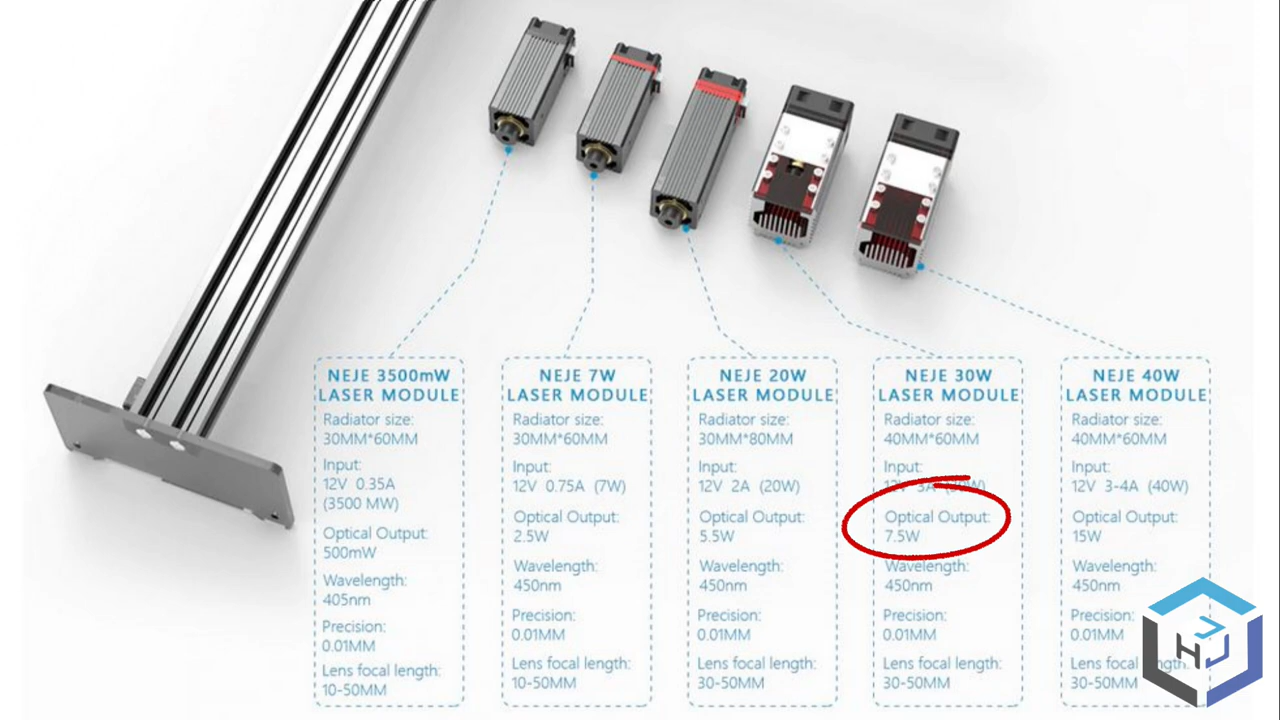 NEJE 3500mW
LASER MODULE
Radiator size:
30MM*60MM
Input:
12V 0.35A
(3500 MW)
Optical Output:
500mW
Wavelength:
405nm
Precision:
0.01MM
Lens focal length:
10-50MM
NEJE 7W
LASER MODULE
Radiator size:
30MM*60MM
Input:
12V 0.75A (7W)
Optical Output:
2.5W
Wavelength:
450nm
Precision:
0.01MM
Lens focal length:
10-50MM
NEJE 20W
LASER MODULE
Radiator size:
30MM*80MM
Input:
12V 2A (20W)
Optical Output:
5.5W
Wavelength:
450nm
Precision:
0.01MM
Lens focal length:
30-50MM
NEJE 30W
LASER MODULE
Radiator size:
40MM*60MM
Input:
12V 3A (30W)
Optical Output:
7.5W
Wavelength:
450nm
Precision:
0.01MM
Lens focal length:
30-50MM
NEJE 40W
LASER MODULE
Radiator size:
40MM*60MM
Input:
12V 3-4A (40W)
Optical Output:
15W
Wavelength:
450nm
Precision:
0.01MM
Lens focal length:
30-50MM
HJ